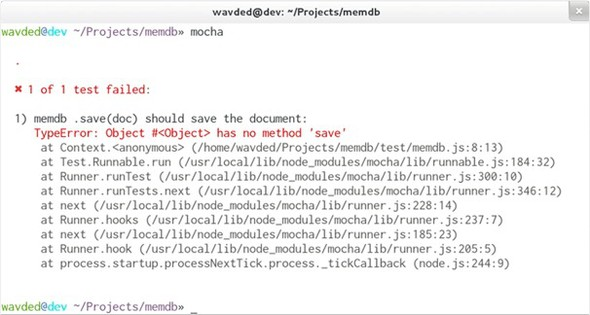 wavded@dev: ~/Projects/memdb
×
wavded@dev ~/Projects/memdb» mocha
.
✖ 1 of 1 test failed:
1) memdb .save(doc) should save the document:
TypeError: Object #<Object> has no method 'save'
at Context.<anonymous> (/home/wavded/Projects/memdb/test/memdb.js:8:13)
at Test.Runnable.run (/usr/local/lib/node_modules/mocha/lib/runnable.js:184:32)
at Runner.runTest (/usr/local/lib/node_modules/mocha/lib/runner.js:300:10)
at Runner.runTests.next (/usr/local/lib/node_modules/mocha/lib/runner.js:346:12)
at next (/usr/local/lib/node_modules/mocha/lib/runner.js:228:14)
at Runner.hooks (/usr/local/lib/node_modules/mocha/lib/runner.js:237:7)
at next (/usr/local/lib/node_modules/mocha/lib/runner.js:185:23)
at Runner.hook (/usr/local/lib/node_modules/mocha/lib/runner.js:205:5)
at process.startup.processNextTick.process._tickCallback (node.js:244:9)
wavded@dev ~/Projects/memdb» _